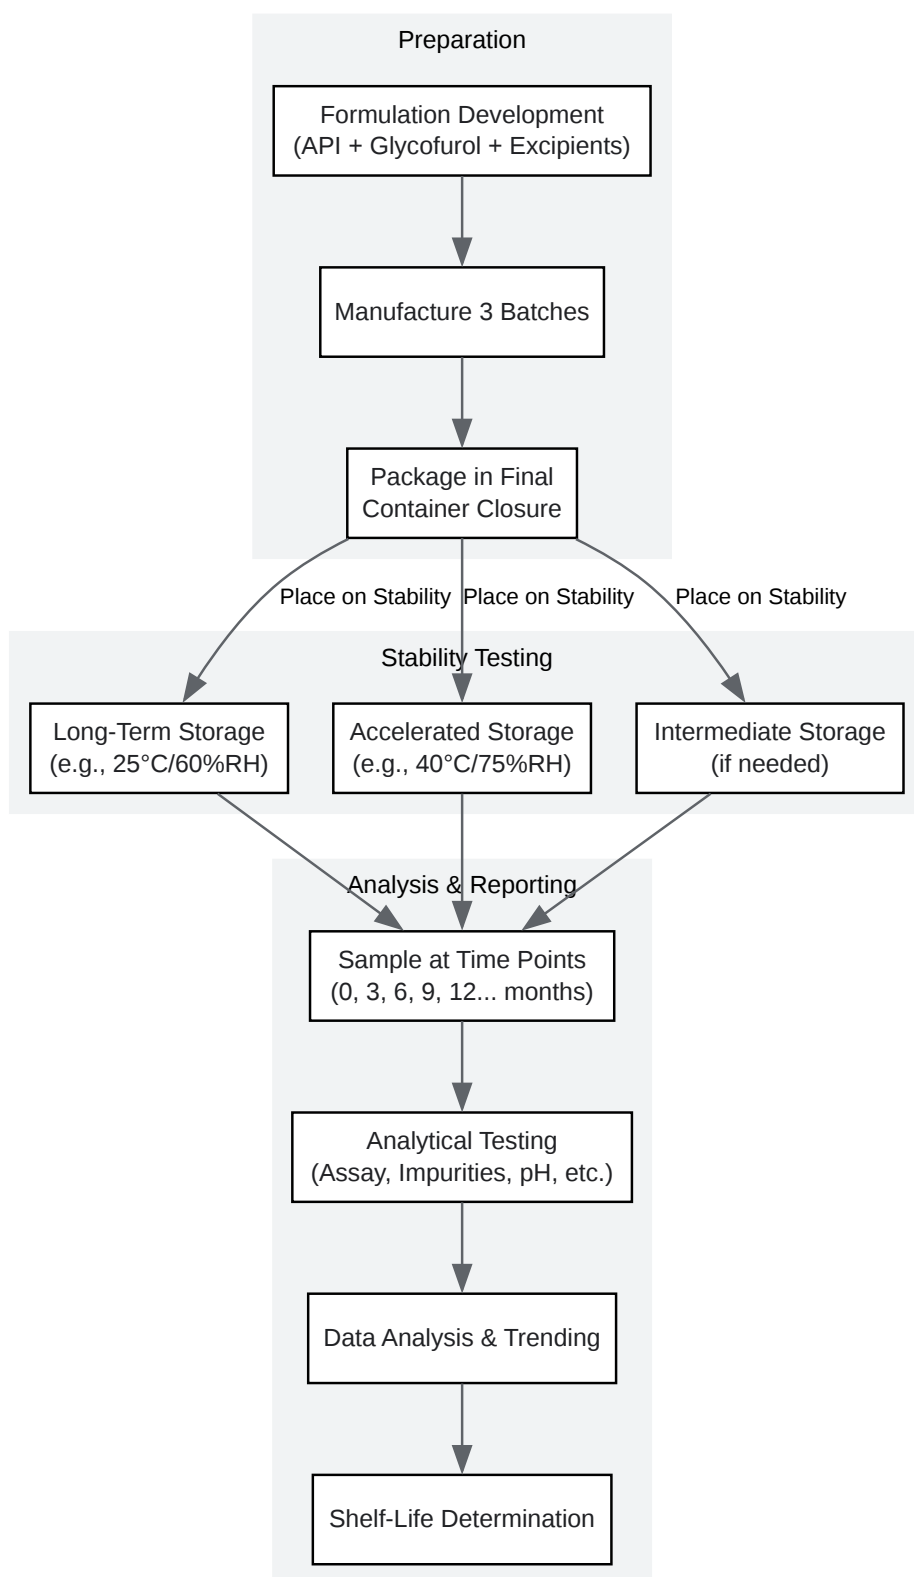 Preparation
Formulation Development
(API + Glycofurol + Excipients)
Manufacture 3 Batches
Package in Final
Container Closure
Place on Stability
Place on Stability
Place on Stability
Stability Testing
Long-Term Storage
(e.g., 25°C/60%RH)
Accelerated Storage
(e.g., 40°C/75%RH)
Intermediate Storage
(if needed)
Analysis & Reporting
Sample at Time Points
(0, 3, 6, 9, 12... months)
Analytical Testing
(Assay, Impurities, pH, etc.)
Data Analysis & Trending
Shelf-Life Determination